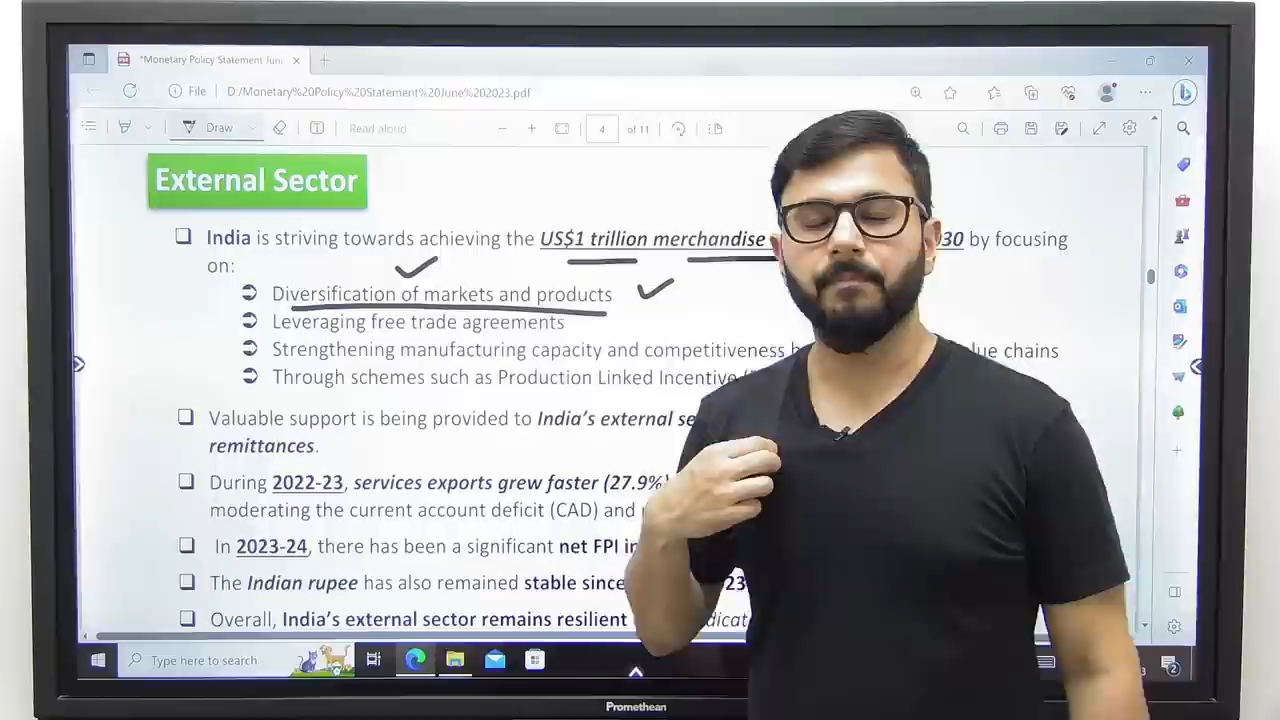 *Monetary Policy Statement Jun
File D:/Monetary%20Policy%20Statement%20June%202023.pdf
Draw Read aloud 4 of 11
External Sector
India is striving towards achieving the US$1 trillion merchandise 30 by focusing
on:
Diversification of markets and products
Leveraging free trade agreements
Strengthening manufacturing capacity and competitiveness lue chains
Through schemes such as Production Linked Incentive
Valuable support is being provided to India's external se
remittances.
During 2022-23, services exports grew faster (27.9%)
moderating the current account deficit (CAD) and
In 2023-24, there has been a significant net FPI in
The Indian rupee has also remained stable since 23
Overall, India's external sector remains resilient dicat
Type here to search
Promethean